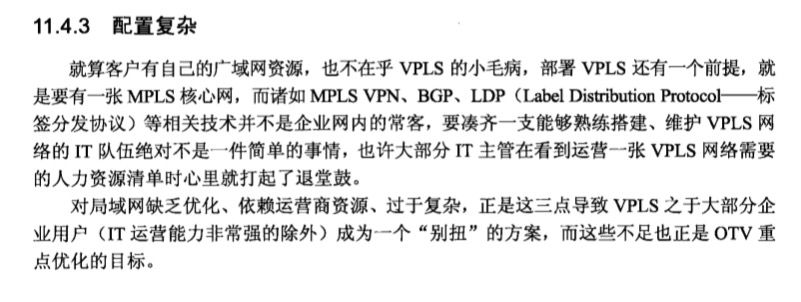 11.4.3 配置复杂
就算客户有自己的广域网资源，也不在乎 VPLS 的小毛病，部署 VPLS 还有一个前提，就
是要有一张 MPLS 核心网，而诸如 MPLS VPN、BGP、LDP（Label Distribution Protocol——标
签分发协议）等相关技术并不是企业网内的常客，要凑齐一支能够熟练搭建、维护 VPLS 网
络的 IT 队伍绝对不是一件简单的事情，也许大部分 IT 主管在看到运营一张 VPLS 网络需要
的人力资源清单时心里就打起了退堂鼓。
对局域网缺乏优化、依赖运营商资源、过于复杂，正是这三点导致 VPLS 之于大部分企
业用户（IT 运营能力非常强的除外）成为一个“别扭”的方案，而这些不足也正是 OTV 重
点优化的目标。